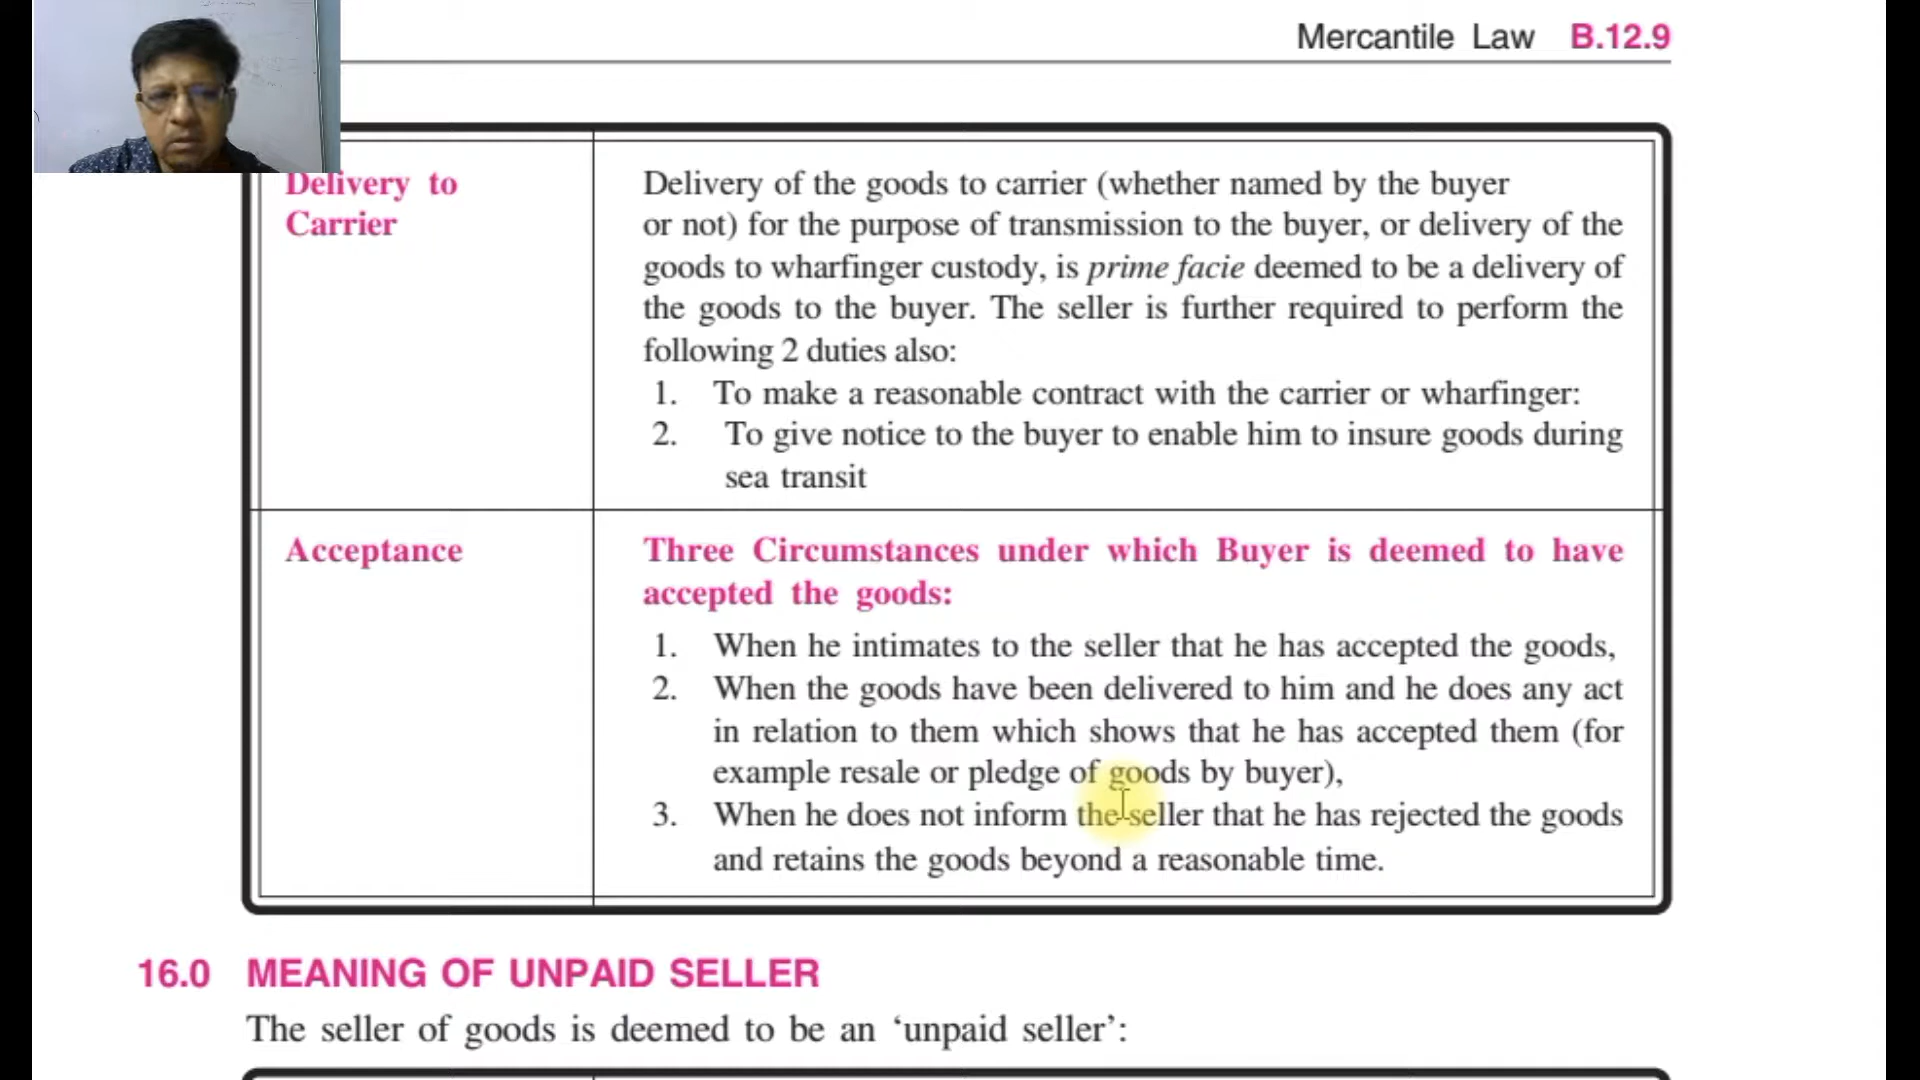 Mercantile Law B.12.9
Delivery to
Carrier
Delivery of the goods to carrier (whether named by the buyer
or not) for the purpose of transmission to the buyer, or delivery of the
goods to wharfinger custody, is prime facie deemed to be a delivery of
the goods to the buyer. The seller is further required to perform the
following 2 duties also:
1. To make a reasonable contract with the carrier or wharfinger:
2. To give notice to the buyer to enable him to insure goods during
sea transit
Acceptance
Three Circumstances under which Buyer is deemed to have
accepted the goods:
1. When he intimates to the seller that he has accepted the goods,
2. When the goods have been delivered to him and he does any act
in relation to them which shows that he has accepted them (for
example resale or pledge of goods by buyer),
3. When he does not inform the seller that he has rejected the goods
and retains the goods beyond a reasonable time.
16.0 MEANING OF UNPAID SELLER
The seller of goods is deemed to be an ‘unpaid seller’: